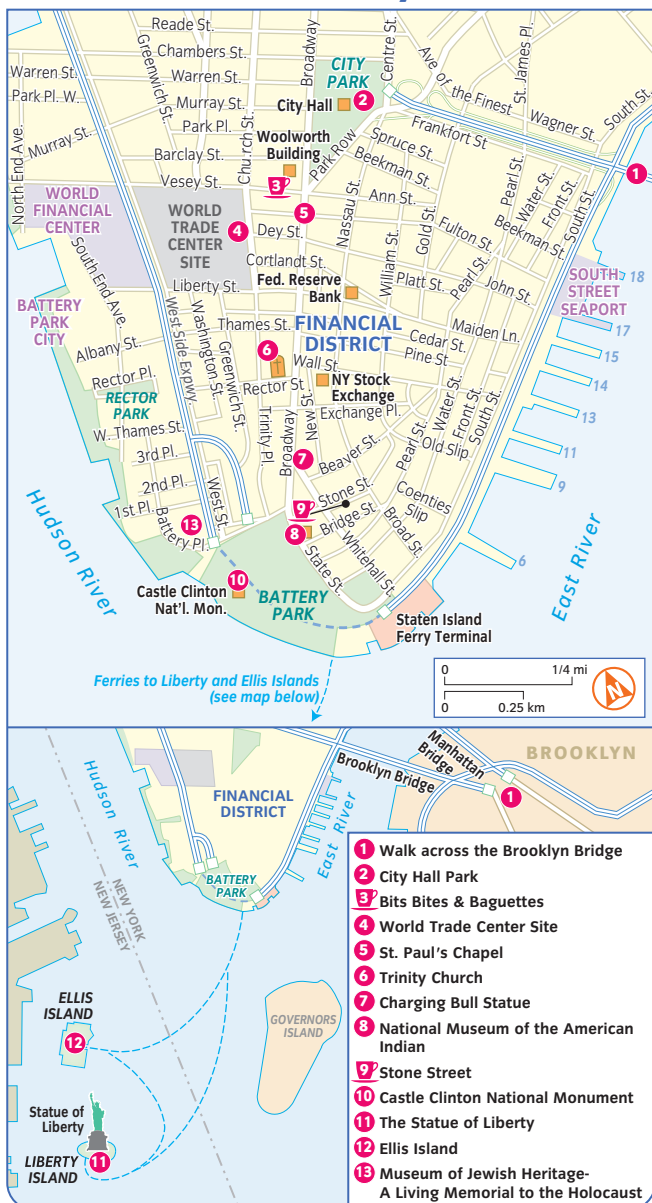 Reade St.
Chambers St.
Warren St.
Warren St.
Park Pl. W.
Murray St.
Murray St.
Park Pl.
Barclay St.
Vesey St.
North End Ave.
Greenwich St.
Church St.
Broadway
Centre St.
CITY
PARK
City Hall
2
Woolworth
Building
Park Row
Ave of the Finest
St. James Pl.
Wagner St.
South St.
Frankfort St.
Spruce St.
Beekman St.
1
3
Ann St.
5
WORLD
FINANCIAL
CENTER
WORLD
TRADE
CENTER
SITE
4
Dey St.
Cortlandt St.
Liberty St.
Nassau St.
William St.
Gold St.
Fulton St.
Pearl St.
Water St.
Front St.
Beekman St.
South St.
Pearl St.
Platt St.
John St.
Fed. Reserve
Bank
Maiden Ln.
SOUTH
STREET
SEAPORT
18
17
15
14
13
11
9
6
BATTERY
PARK
CITY
South End Ave.
West Side Expwy.
Washington St.
Greenwich St.
Thames St.
FINANCIAL
DISTRICT
Cedar St.
Pine St.
Albany St.
6
Wall St.
Rector Pl.
Rector St.
NY Stock
Exchange
RECTOR
PARK
Exchange Pl.
W. Thames St.
Trinity Pl.
Broadway
New St.
Water St.
Front St.
South St.
3rd Pl.
2nd Pl.
1st Pl.
7
Beaver St.
Pearl St.
Old Slip
West St.
13
Battery Pl.
9
Stone St.
Coenties
Slip
8
Bridge St.
Broad St.
Whitehall St.
State St.
Hudson River
East River
10
Castle Clinton
Nat'l. Mon.
BATTERY
PARK
Staten Island
Ferry Terminal
Ferries to Liberty and Ellis Islands
(see map below)
0 1/4 mi
0 0.25 km
N
Hudson River
FINANCIAL
DISTRICT
East River
Brooklyn Bridge
Manhattan
Bridge
BROOKLYN
1
BATTERY
PARK
NEW YORK
NEW JERSEY
ELLIS
ISLAND
12
GOVERNORS
ISLAND
Statue of
Liberty
LIBERTY
ISLAND
11
1 Walk across the Brooklyn Bridge
2 City Hall Park
3 Bits Bites & Baguettes
4 World Trade Center Site
5 St. Paul's Chapel
6 Trinity Church
7 Charging Bull Statue
8 National Museum of the American
Indian
9 Stone Street
10 Castle Clinton National Monument
11 The Statue of Liberty
12 Ellis Island
13 Museum of Jewish Heritage-
A Living Memorial to the Holocaust